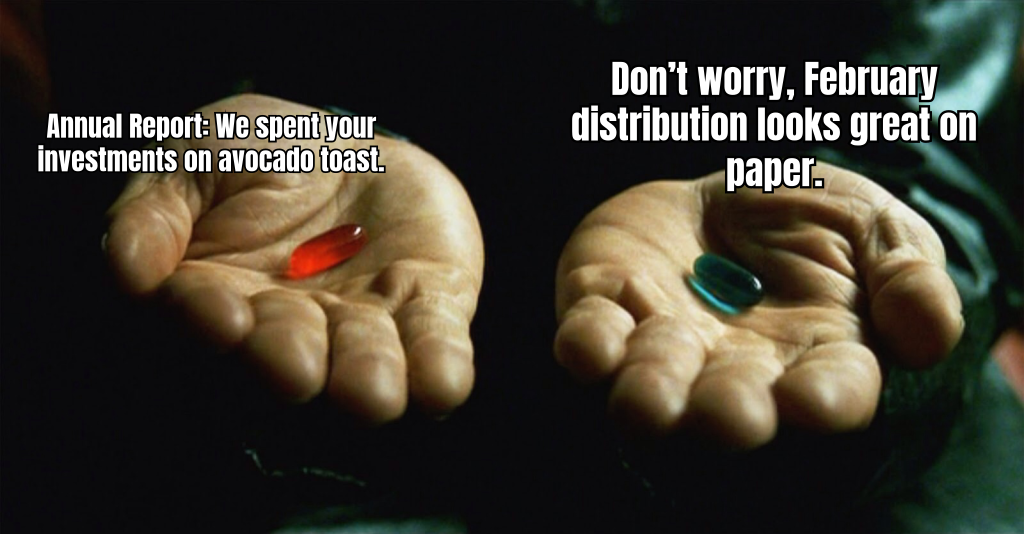 Annual Report: We spent your
investments on avocado toast.
Don’t worry, February
distribution looks great on
paper.